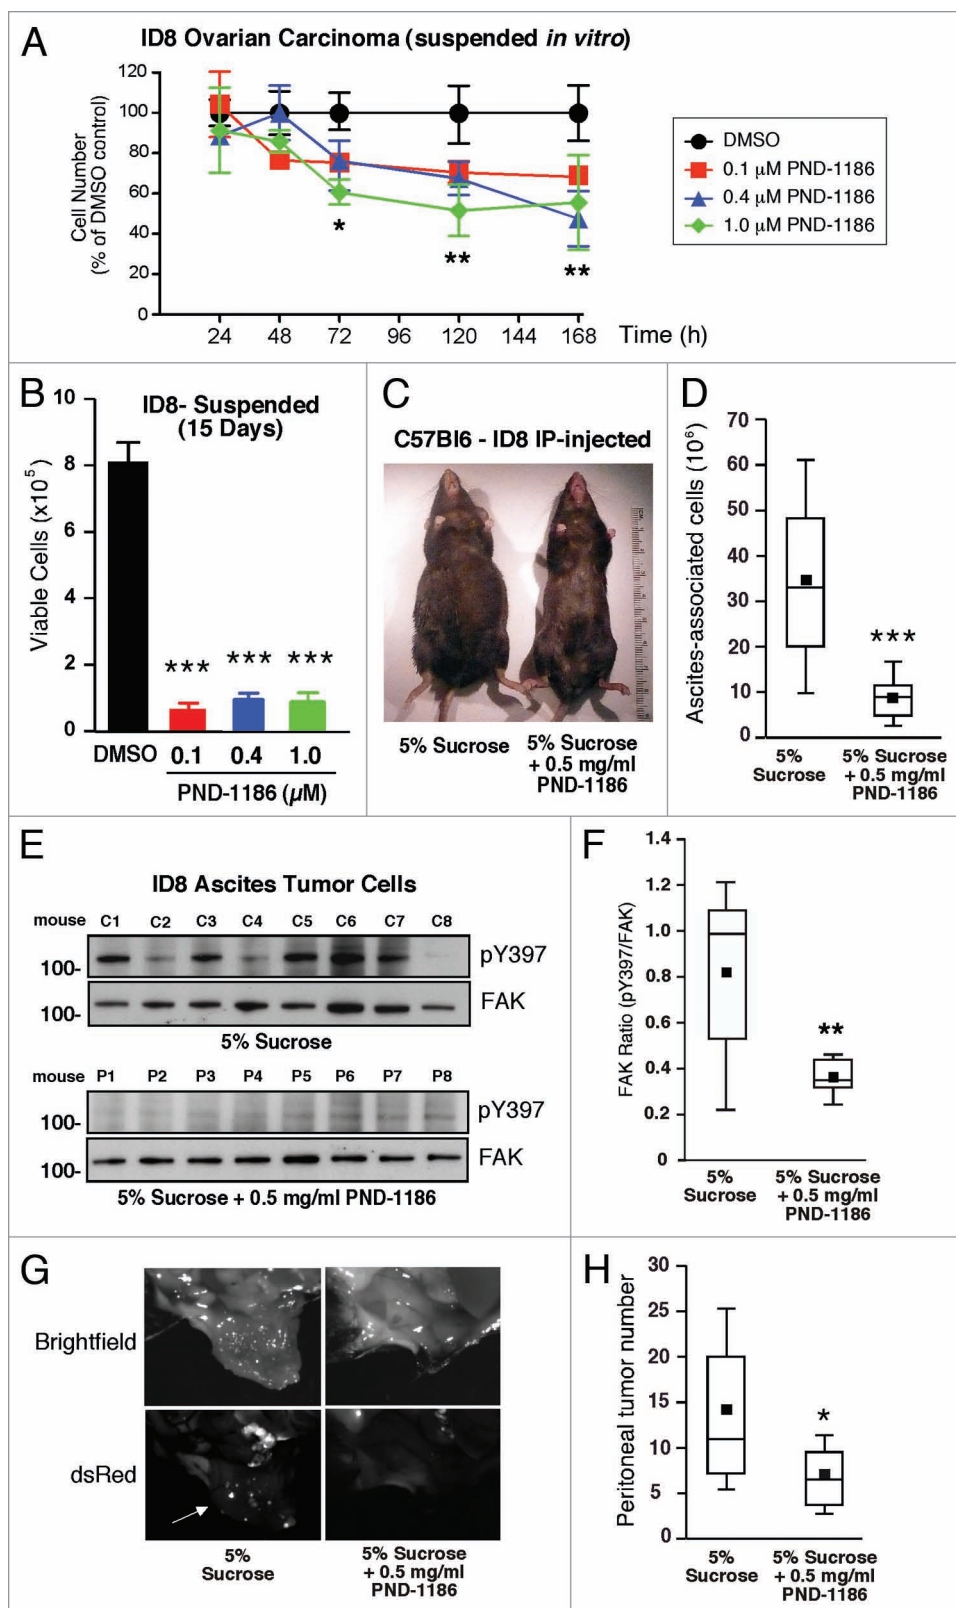 A
ID8 Ovarian Carcinoma (suspended in vitro)
Cell Number
(% of DMSO control)
120
100
80
60
40
20
0
*
**
**
24 48 72 96 120 144 168 Time (h)
DMSO
0.1 µM PND-1186
0.4 µM PND-1186
1.0 µM PND-1186
B
ID8- Suspended
(15 Days)
Viable Cells (x10⁵)
10
8
6
4
2
0
*** *** ***
DMSO 0.1 0.4 1.0
PND-1186 (µM)
C
C57Bl6 - ID8 IP-injected
5% Sucrose
5% Sucrose
+ 0.5 mg/ml
PND-1186
D
Ascites-associated cells (10⁶)
70
60
50
40
30
20
10
0
***
5%
Sucrose
5% Sucrose
+ 0.5 mg/ml
PND-1186
E
ID8 Ascites Tumor Cells
mouse C1 C2 C3 C4 C5 C6 C7 C8
100- pY397
100- FAK
5% Sucrose
mouse P1 P2 P3 P4 P5 P6 P7 P8
100- pY397
100- FAK
5% Sucrose + 0.5 mg/ml PND-1186
F
FAK Ratio (pY397/FAK)
1.4
1.2
1.0
0.8
0.6
0.4
0.2
0
**
5%
Sucrose
5% Sucrose
+ 0.5 mg/ml
PND-1186
G
Brightfield
dsRed
5%
Sucrose
5% Sucrose
+ 0.5 mg/ml
PND-1186
H
Peritoneal tumor number
30
25
20
15
10
5
0
*
5%
Sucrose
5% Sucrose
+ 0.5 mg/ml
PND-1186